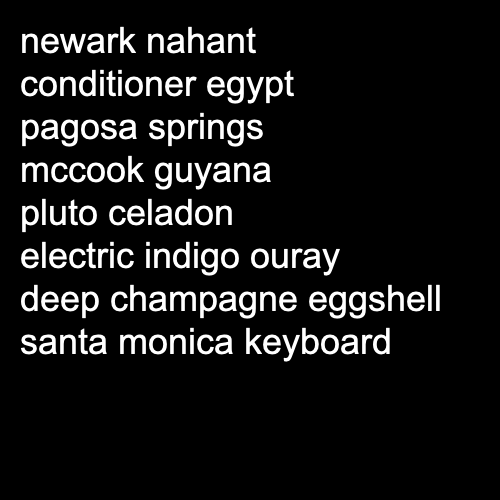 newark nahant
conditioner egypt
pagosa springs
mccook guyana
pluto celadon
electric indigo ouray
deep champagne eggshell
santa monica keyboard